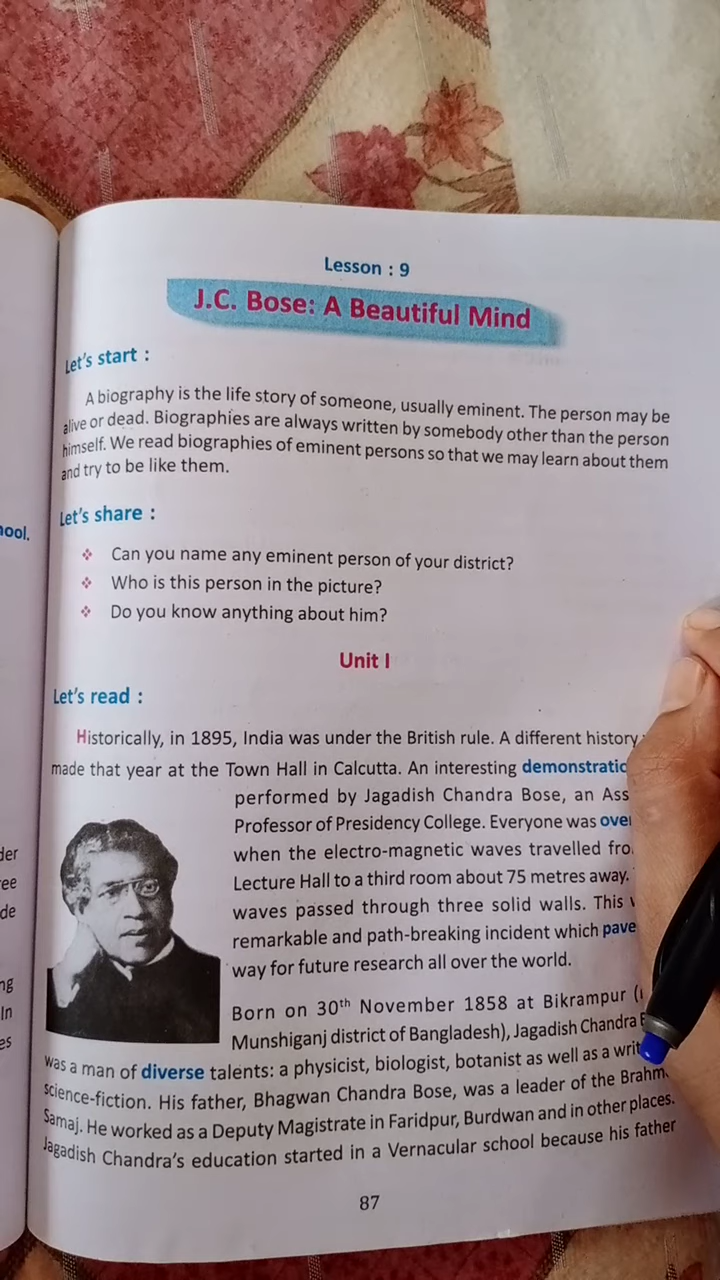 Lesson : 9
J.C. Bose: A Beautiful Mind
Let's start :
A biography is the life story of someone, usually eminent. The person may be
alive or dead. Biographies are always written by somebody other than the person
himself. We read biographies of eminent persons so that we may learn about them
and try to be like them.
Let's share :
❖ Can you name any eminent person of your district?
❖ Who is this person in the picture?
❖ Do you know anything about him?
Unit I
Let's read :
Historically, in 1895, India was under the British rule. A different history
made that year at the Town Hall in Calcutta. An interesting
performed by Jagadish Chandra Bose, an
Professor of Presidency College. Everyone was
when the electro-magnetic waves travelled
Lecture Hall to a third room about 75 metres away.
waves passed through three solid walls. This
remarkable and path-breaking incident which
way for future research all over the world.
Born on 30th November 1858 at Bikrampur (
Munshiganj district of Bangladesh), Jagadish Chandra
was a man of diverse talents: a physicist, biologist, botanist as well as a
science-fiction. His father, Bhagwan Chandra Bose, was a leader of the
Samaj. He worked as a Deputy Magistrate in Faridpur, Burdwan and in other places.
Jagadish Chandra's education started in a Vernacular school because his father
87
hool.
der
ee
de
ng
In
es